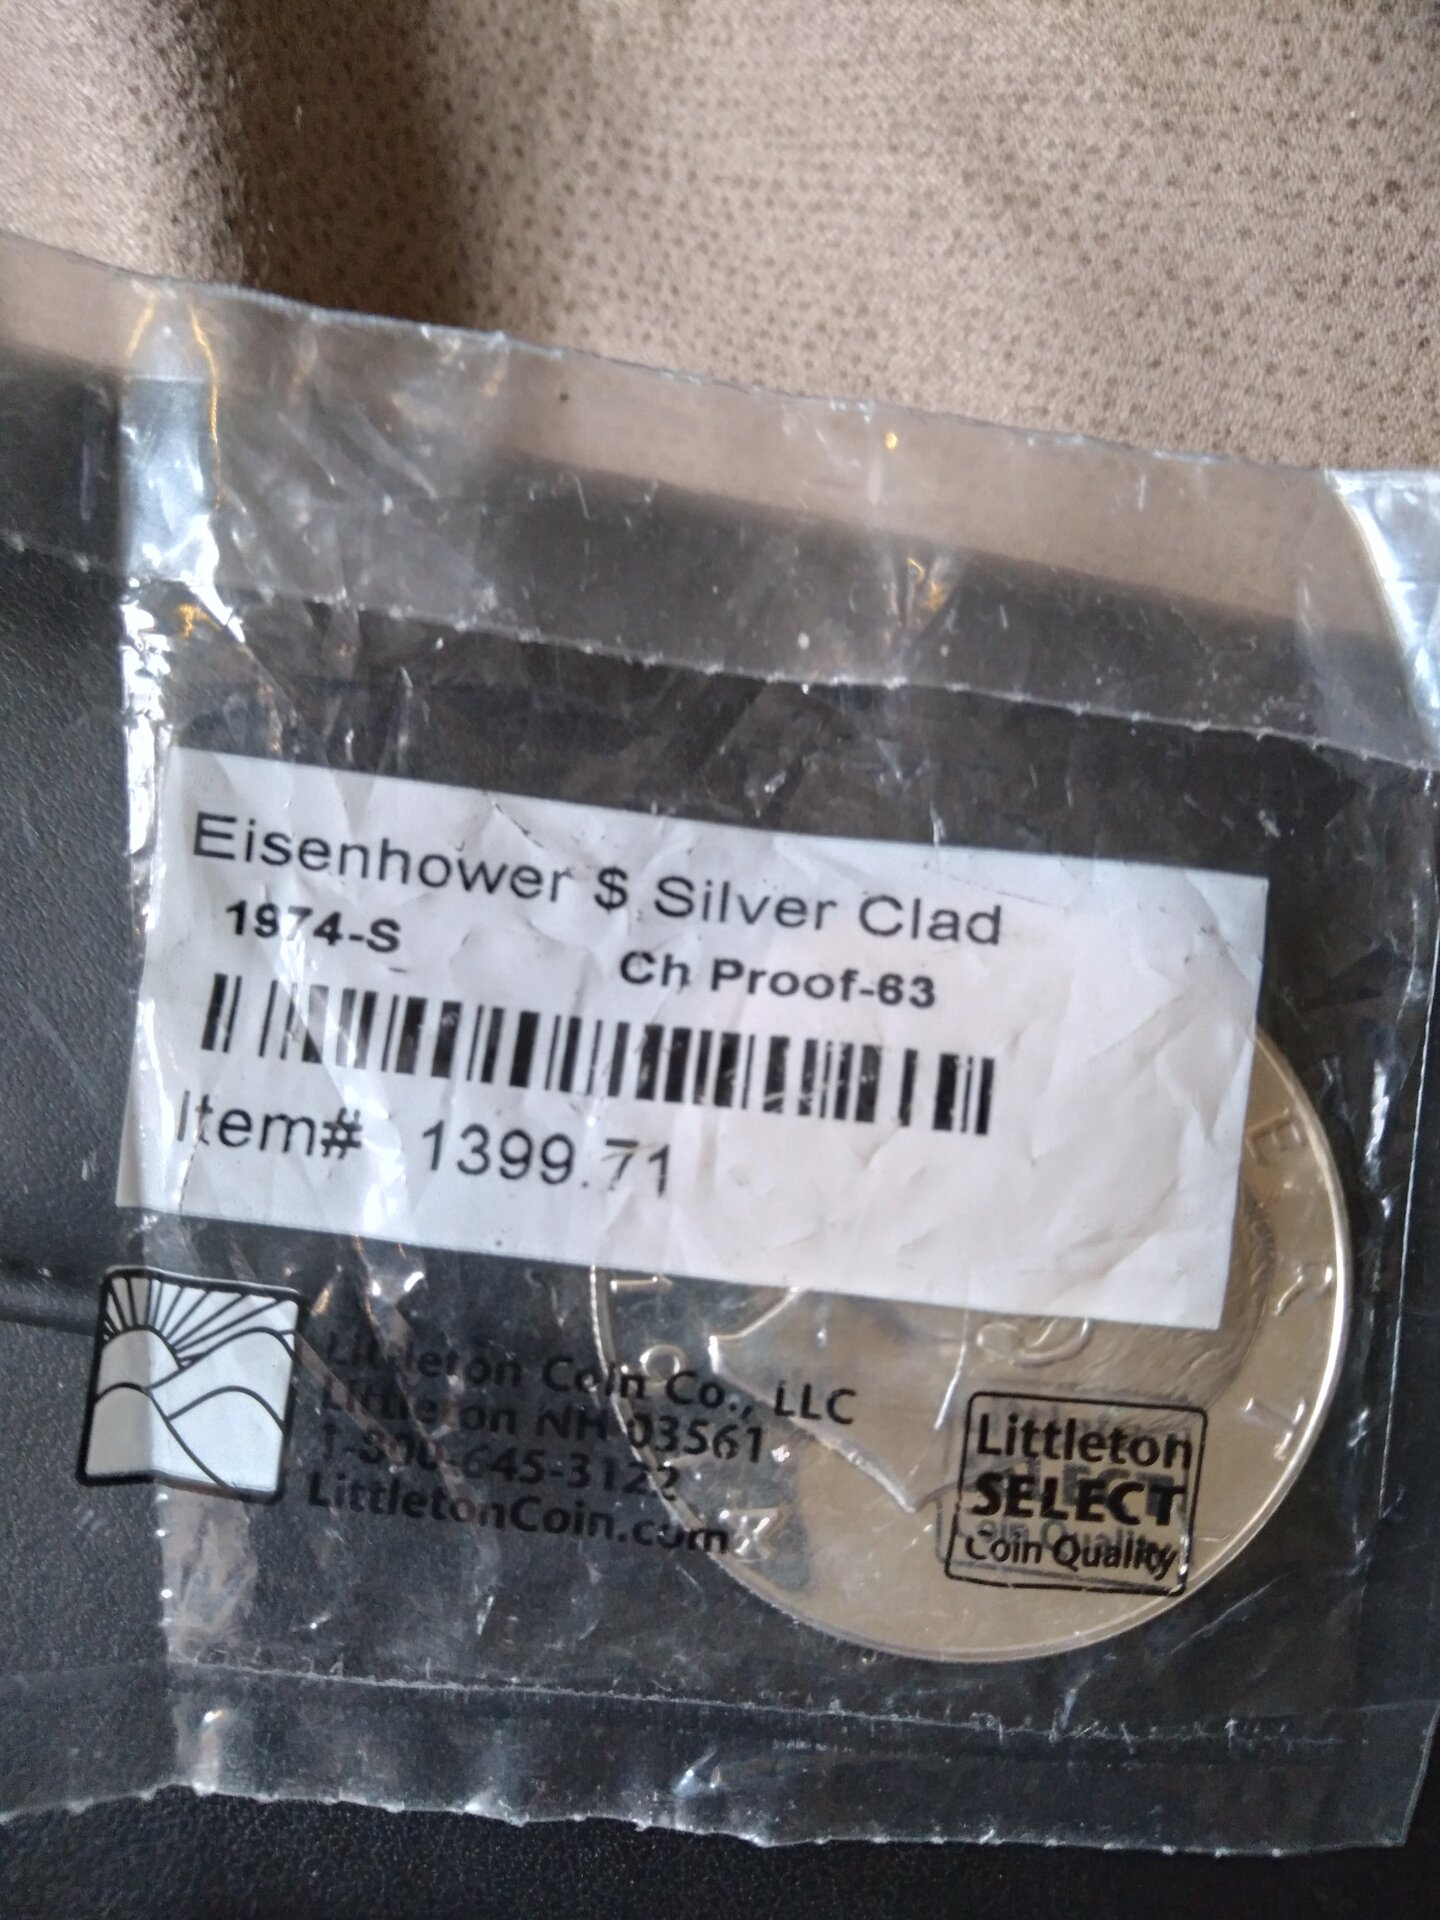 Eisenhower $ Silver Clad
1974-S Ch Proof-63
Item# 1399.71
Littleton Coin Co., LLC
Littleton NH 03561
1-800-645-3122
LittletonCoin.com
Littleton
SELECT
Coin Quality